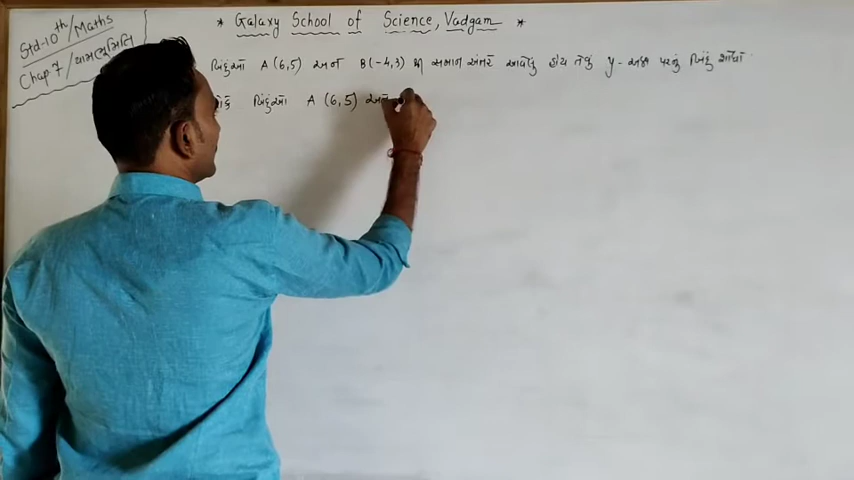 Std-10th/Maths
Chap 7/યામભૂમિતિ
* Galaxy School of Science, Vadgam *
બિંદુઓ A (6,5) અને B(-4,3) થી સમાન અંતરે આવેલું હોય તેવું y-અક્ષ પરનું બિંદુ શોધો.
બિંદુઓ A (6,5) અને